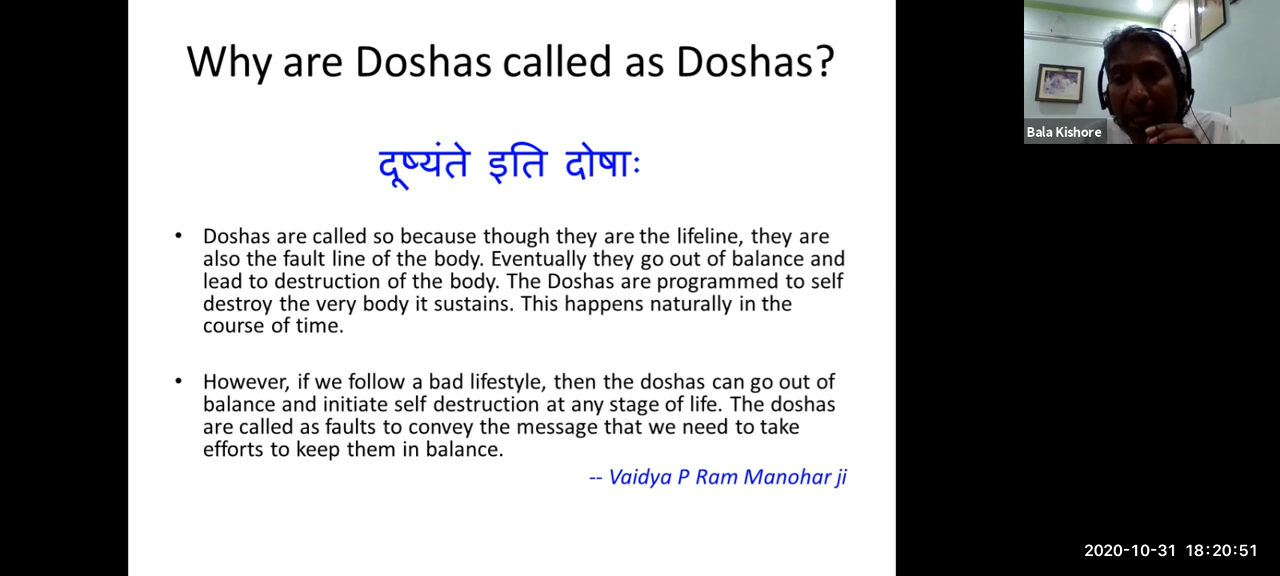 Why are Doshas called as Doshas?
दूष्यंते इति दोषाः
• Doshas are called so because though they are the lifeline, they are
also the fault line of the body. Eventually they go out of balance and
lead to destruction of the body. The Doshas are programmed to self
destroy the very body it sustains. This happens naturally in the
course of time.
• However, if we follow a bad lifestyle, then the doshas can go out of
balance and initiate self destruction at any stage of life. The doshas
are called as faults to convey the message that we need to take
efforts to keep them in balance.
-- Vaidya P Ram Manohar ji
Bala Kishore
2020-10-31 18:20:51